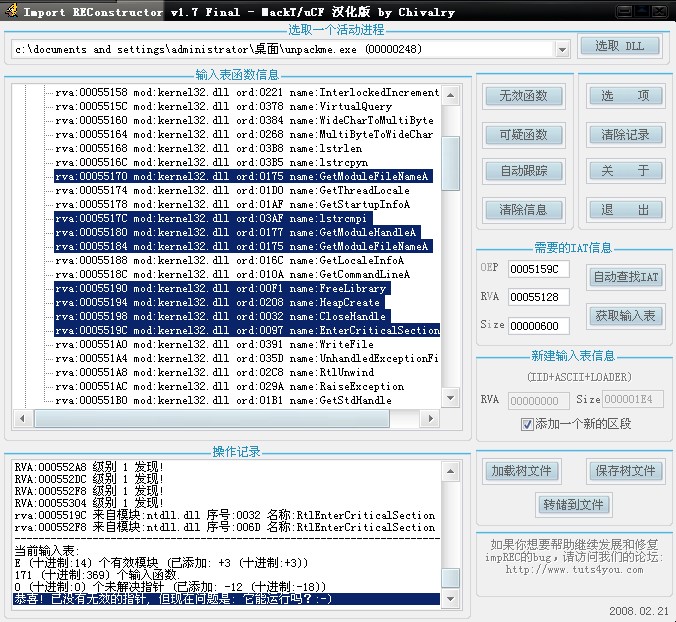 Import REConstructor v1.7 Final - MackT/uCF 汉化版 by Chivalry
选取一个活动进程
c:\documents and settings\administrator\桌面\unpackme.exe (00000248)
选取 DLL
输入表函数信息
rva:00055158 mod:kernel32.dll ord:0221 name:InterlockedIncrement
rva:0005515C mod:kernel32.dll ord:0378 name:VirtualQuery
rva:00055160 mod:kernel32.dll ord:0384 name:WideCharToMultiByte
rva:00055164 mod:kernel32.dll ord:0268 name:MultiByteToWideChar
rva:00055168 mod:kernel32.dll ord:03B8 name:lstrlen
rva:0005516C mod:kernel32.dll ord:03B5 name:lstrcpyn
rva:00055170 mod:kernel32.dll ord:0175 name:GetModuleFileNameA
rva:00055174 mod:kernel32.dll ord:01D0 name:GetThreadLocale
rva:00055178 mod:kernel32.dll ord:01AF name:GetStartupInfoA
rva:0005517C mod:kernel32.dll ord:03AF name:lstrcmpi
rva:00055180 mod:kernel32.dll ord:0177 name:GetModuleHandleA
rva:00055184 mod:kernel32.dll ord:0175 name:GetModuleFileNameA
rva:00055188 mod:kernel32.dll ord:016C name:GetLocaleInfoA
rva:0005518C mod:kernel32.dll ord:010A name:GetCommandLineA
rva:00055190 mod:kernel32.dll ord:00F1 name:FreeLibrary
rva:00055194 mod:kernel32.dll ord:0208 name:HeapCreate
rva:00055198 mod:kernel32.dll ord:0032 name:CloseHandle
rva:0005519C mod:kernel32.dll ord:0097 name:EnterCriticalSection
rva:000551A0 mod:kernel32.dll ord:0391 name:WriteFile
rva:000551A4 mod:kernel32.dll ord:035D name:UnhandledExceptionFi
rva:000551A8 mod:kernel32.dll ord:02C8 name:RtlUnwind
rva:000551AC mod:kernel32.dll ord:029A name:RaiseException
rva:000551B0 mod:kernel32.dll ord:01B1 name:GetStdHandle
无效函数
选 项
可疑函数
清除记录
自动跟踪
关 于
清除信息
退 出
需要的IAT信息
OEP 0005159C
自动查找IAT
RVA 00055128
获取输入表
Size 00000600
新建输入表信息
(IID+ASCII+LOADER)
RVA 00000000 Size 000001E4
添加一个新的区段
操作记录
RVA:000552A8 级别 1 发现!
RVA:000552DC 级别 1 发现!
RVA:000552F8 级别 1 发现!
RVA:00055304 级别 1 发现!
rva:0005519C 来自模块:ntdll.dll 序号:0032 名称:RtlEnterCriticalSection
rva:000552F8 来自模块:ntdll.dll 序号:006D 名称:RtlEnterCriticalSection
当前输入表:
E (十进制:14) 个有效模块 (已添加: +3 (十进制:+3))
171 (十进制:369) 个输入函数.
0 (十进制:0) 个未解决指针 (已添加: -12 (十进制:-18))
恭喜! 已没有无效的指针, 但现在问题是: 它能运行吗? :-)
加载树文件
保存树文件
转储到文件
如果你想要帮助继续发展和修复
impREC的bug,请访问我们的论坛:
http://www.tuts4you.com
2008.02.21